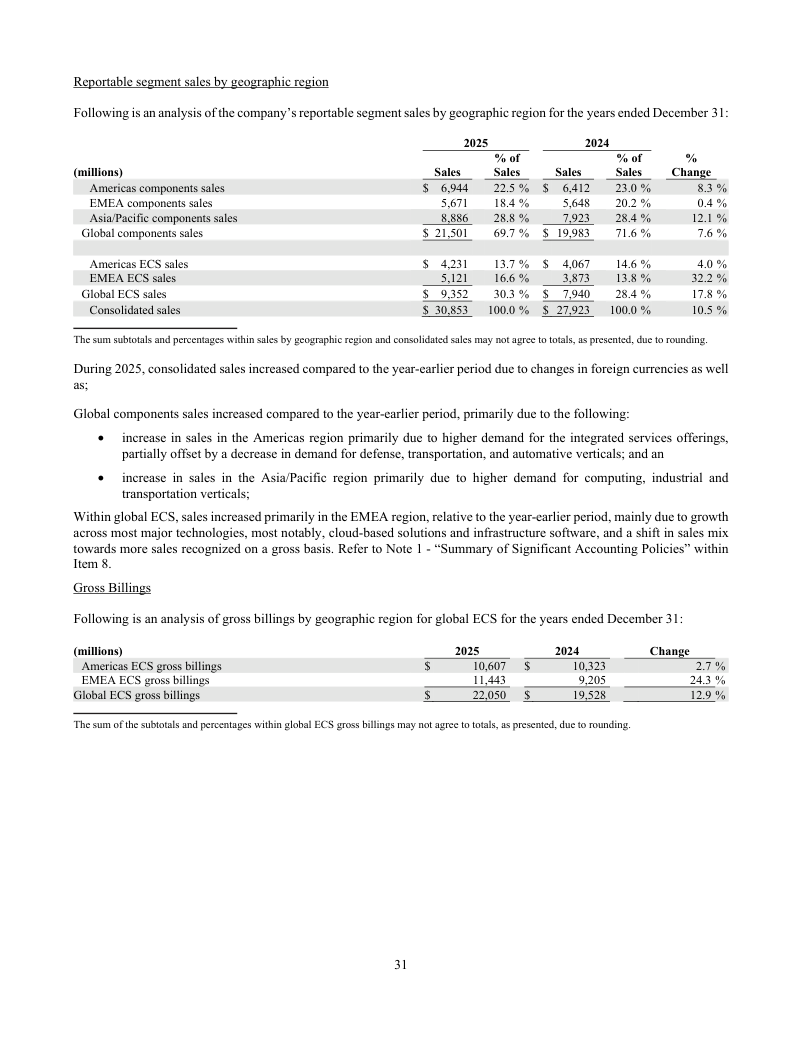 Reportable segment sales by geographic region
Following is an analysis of the company’s reportable segment sales by geographic region for the years ended December 31:
2025 2024
% of % of %
(millions) Sales Sales Sales Sales Change
Americas components sales $ 6,944 22.5 % $ 6,412 23.0 % 8.3 %
EMEA components sales 5,671 18.4 % 5,648 20.2 % 0.4 %
Asia/Pacific components sales 8,886 28.8 % 7,923 28.4 % 12.1 %
Global components sales $ 21,501 69.7 % $ 19,983 71.6 % 7.6 %
Americas ECS sales $ 4,231 13.7 % $ 4,067 14.6 % 4.0 %
EMEA ECS sales 5,121 16.6 % 3,873 13.8 % 32.2 %
Global ECS sales $ 9,352 30.3 % $ 7,940 28.4 % 17.8 %
Consolidated sales $ 30,853 100.0 % $ 27,923 100.0 % 10.5 %
The sum subtotals and percentages within sales by geographic region and consolidated sales may not agree to totals, as presented, due to rounding.
During 2025, consolidated sales increased compared to the year-earlier period due to changes in foreign currencies as well
as;
Global components sales increased compared to the year-earlier period, primarily due to the following:
• increase in sales in the Americas region primarily due to higher demand for the integrated services offerings,
partially offset by a decrease in demand for defense, transportation, and automative verticals; and an
• increase in sales in the Asia/Pacific region primarily due to higher demand for computing, industrial and
transportation verticals;
Within global ECS, sales increased primarily in the EMEA region, relative to the year-earlier period, mainly due to growth
across most major technologies, most notably, cloud-based solutions and infrastructure software, and a shift in sales mix
towards more sales recognized on a gross basis. Refer to Note 1 - “Summary of Significant Accounting Policies” within
Item 8.
Gross Billings
Following is an analysis of gross billings by geographic region for global ECS for the years ended December 31:
(millions) 2025 2024 Change
Americas ECS gross billings $ 10,607 $ 10,323 2.7 %
EMEA ECS gross billings 11,443 9,205 24.3 %
Global ECS gross billings $ 22,050 $ 19,528 12.9 %
The sum of the subtotals and percentages within global ECS gross billings may not agree to totals, as presented, due to rounding.
31